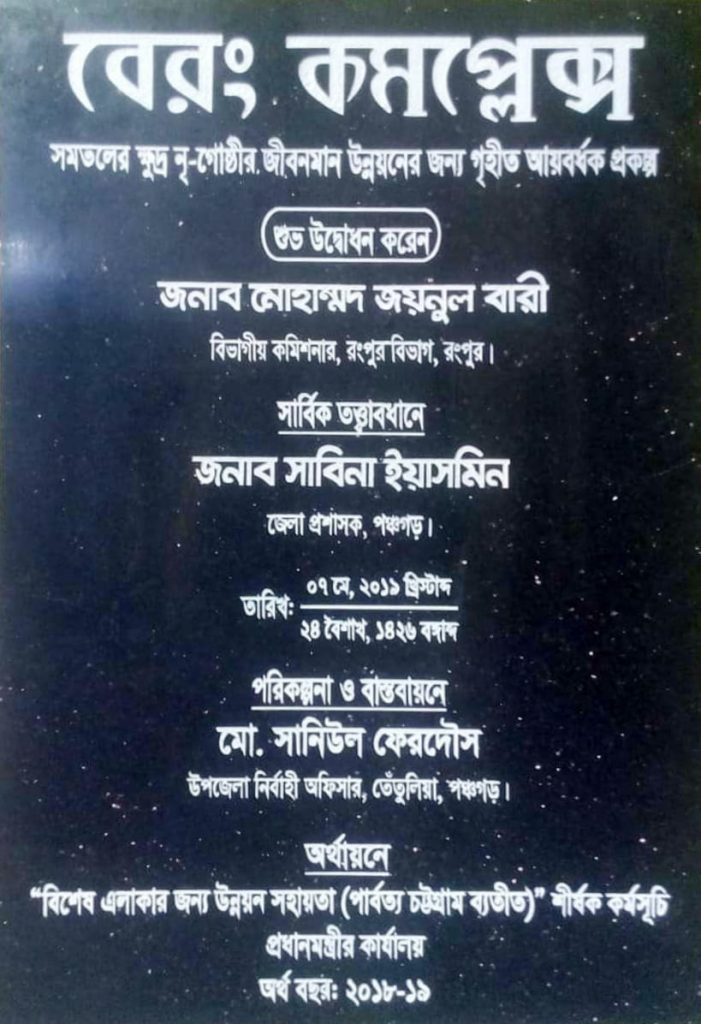 বেরং কমপ্লেক্স
সমতলের ক্ষুদ্র নৃ-গোষ্ঠীর জীবনমান উন্নয়নের জন্য গৃহীত আয়বর্ধক প্রকল্প
শুভ উদ্বোধন করেন
জনাব মোহাম্মদ জয়নুল বারী
বিভাগীয় কমিশনার, রংপুর বিভাগ, রংপুর।
সার্বিক তত্ত্বাবধানে
জনাব সাবিনা ইয়াসমিন
জেলা প্রশাসক, পঞ্চগড়।
তারিখ: ০৭ মে, ২০১৯ খ্রিস্টাব্দ
২৪ বৈশাখ, ১৪২৬ বঙ্গাব্দ
পরিকল্পনা ও বাস্তবায়নে
মো. সানিউল ফেরদৌস
উপজেলা নির্বাহী অফিসার, তেঁতুলিয়া, পঞ্চগড়।
অর্থায়নে
“বিশেষ এলাকার জন্য উন্নয়ন সহায়তা (পার্বত্য চট্টগ্রাম ব্যতীত)” শীর্ষক কর্মসূচি
প্রধানমন্ত্রীর কার্যালয়
অর্থ বছর: ২০১৮-১৯